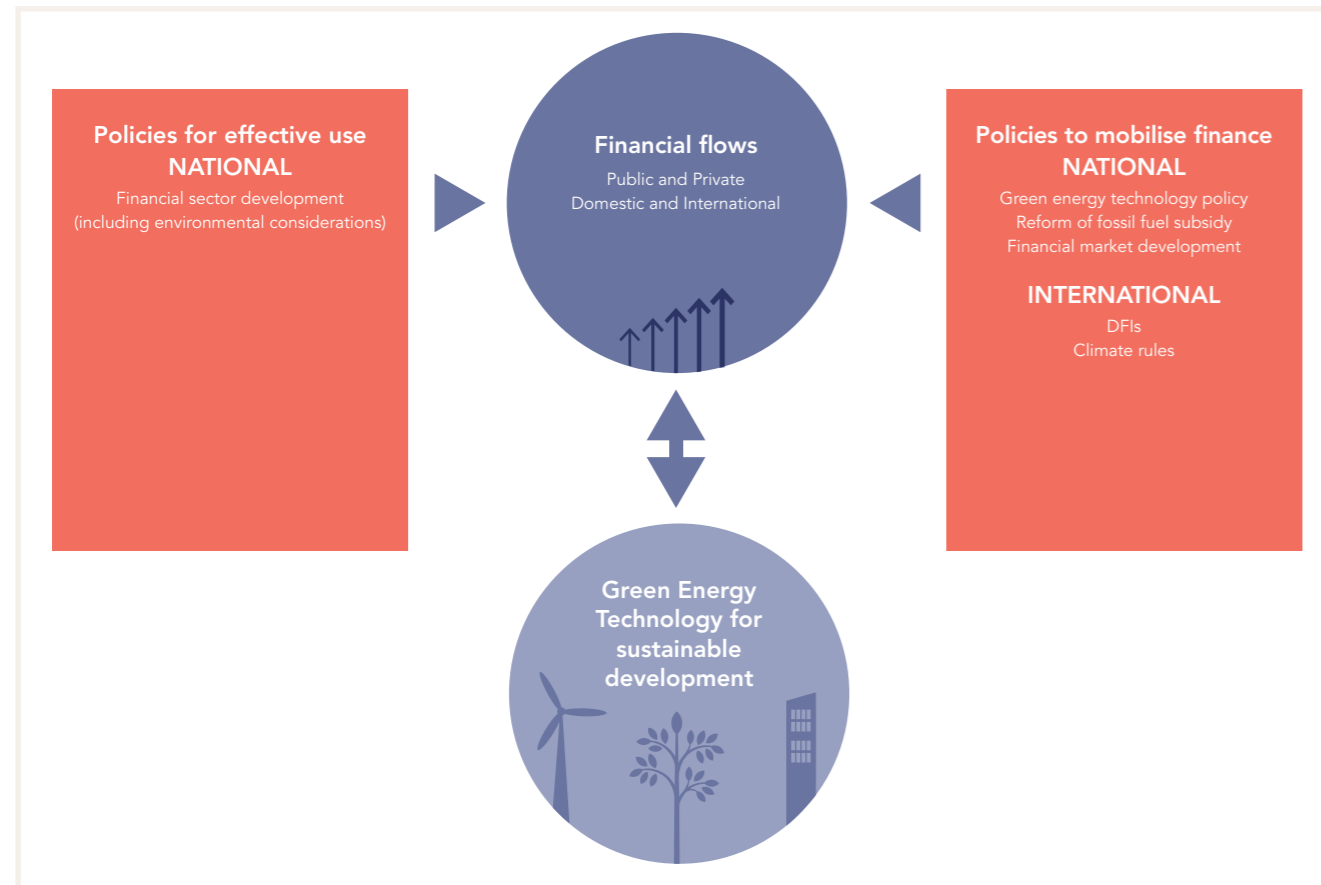 Policies for effective use
NATIONAL
Financial sector development
(including environmental considerations)
Financial flows
Public and Private
Domestic and International
Policies to mobilise finance
NATIONAL
Green energy technology policy
Reform of fossil fuel subsidy
Financial market development
INTERNATIONAL
DFIs
Climate rules
Green Energy
Technology for
sustainable
development